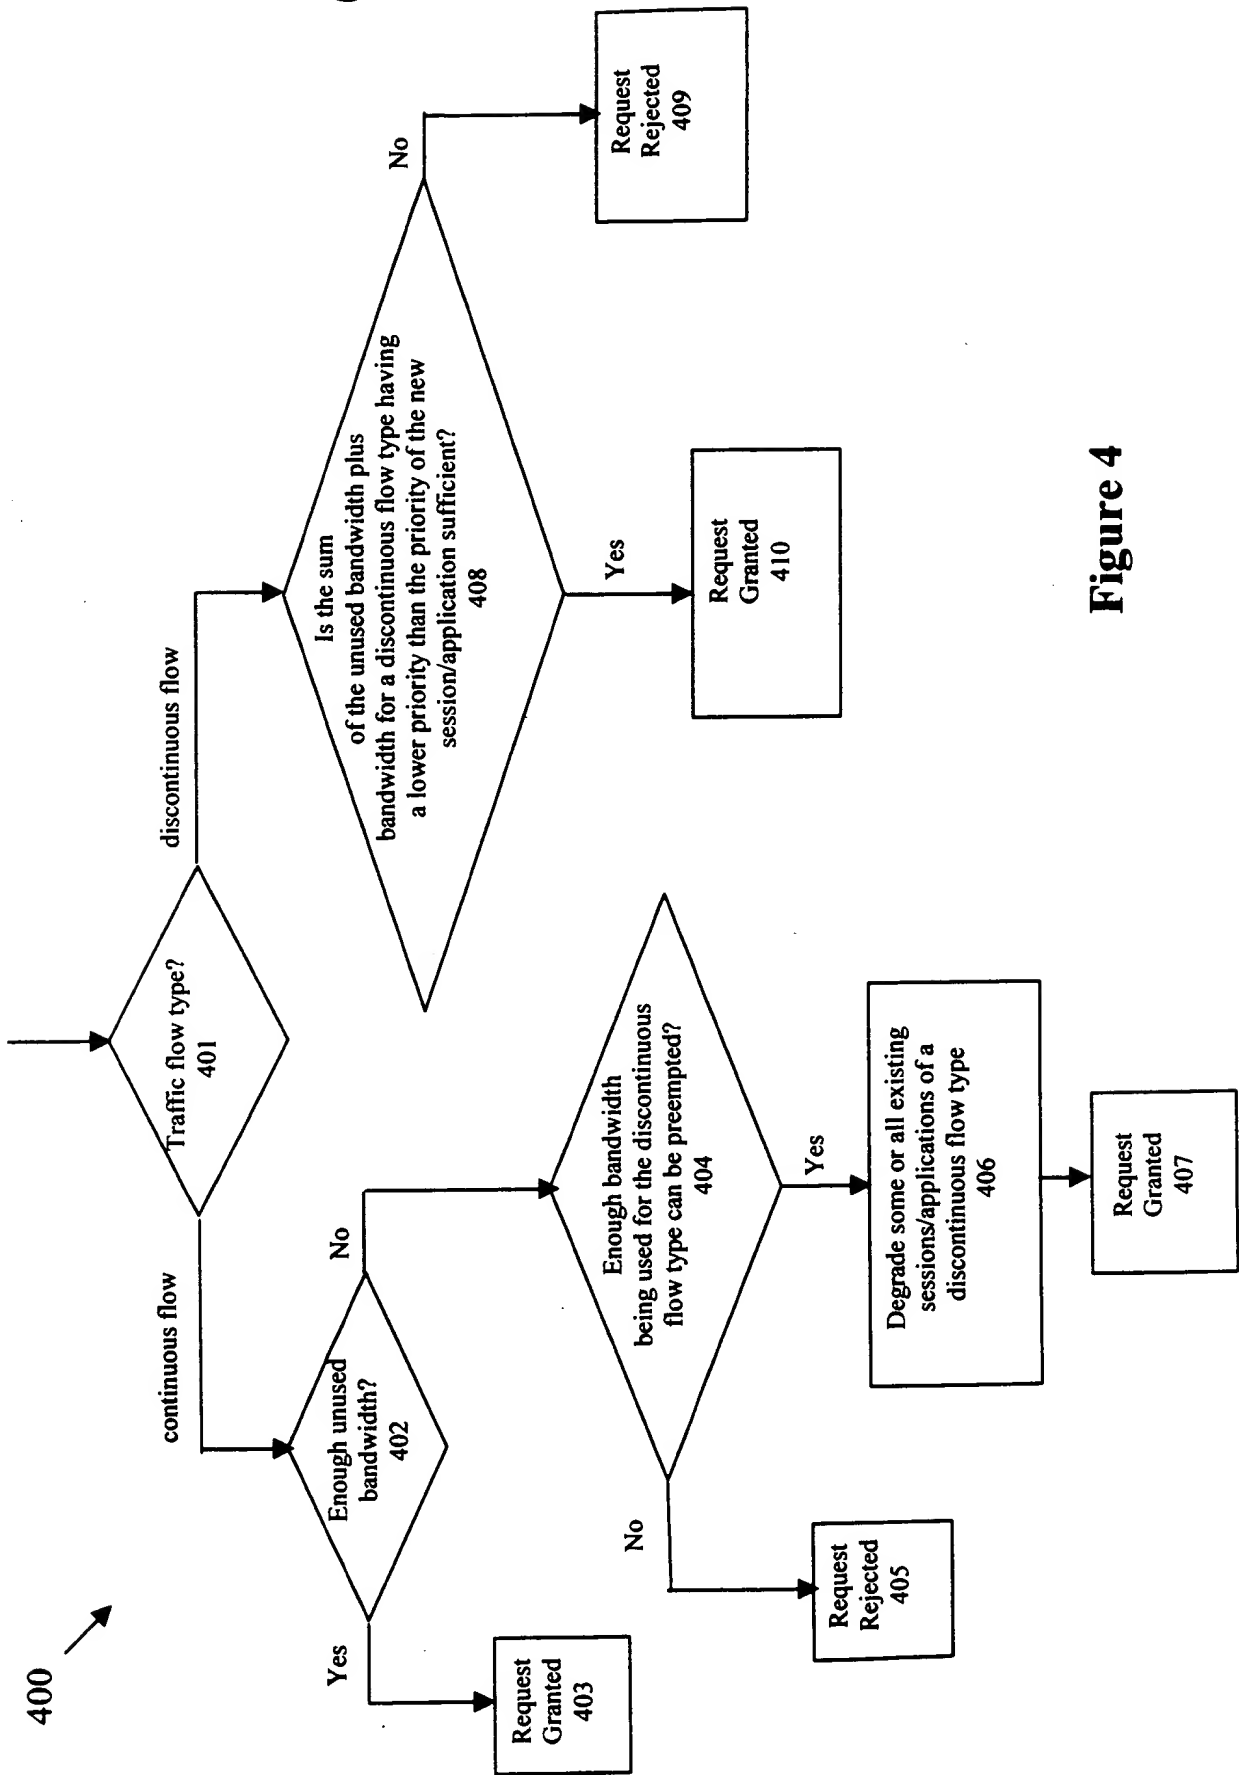 400
Traffic flow type?
401
continuous flow
discontinuous flow
Enough unused
bandwidth?
402
Yes
No
Request
Granted
403
Enough bandwidth
being used for the discontinuous
flow type can be preempted?
404
No
Yes
Request
Rejected
405
Degrade some or all existing
sessions/applications of a
discontinuous flow type
406
Request
Granted
407
Is the sum
of the unused bandwidth plus
bandwidth for a discontinuous flow type having
a lower priority than the priority of the new
session/application sufficient?
408
No
Yes
Request
Rejected
409
Request
Granted
410
Figure 4